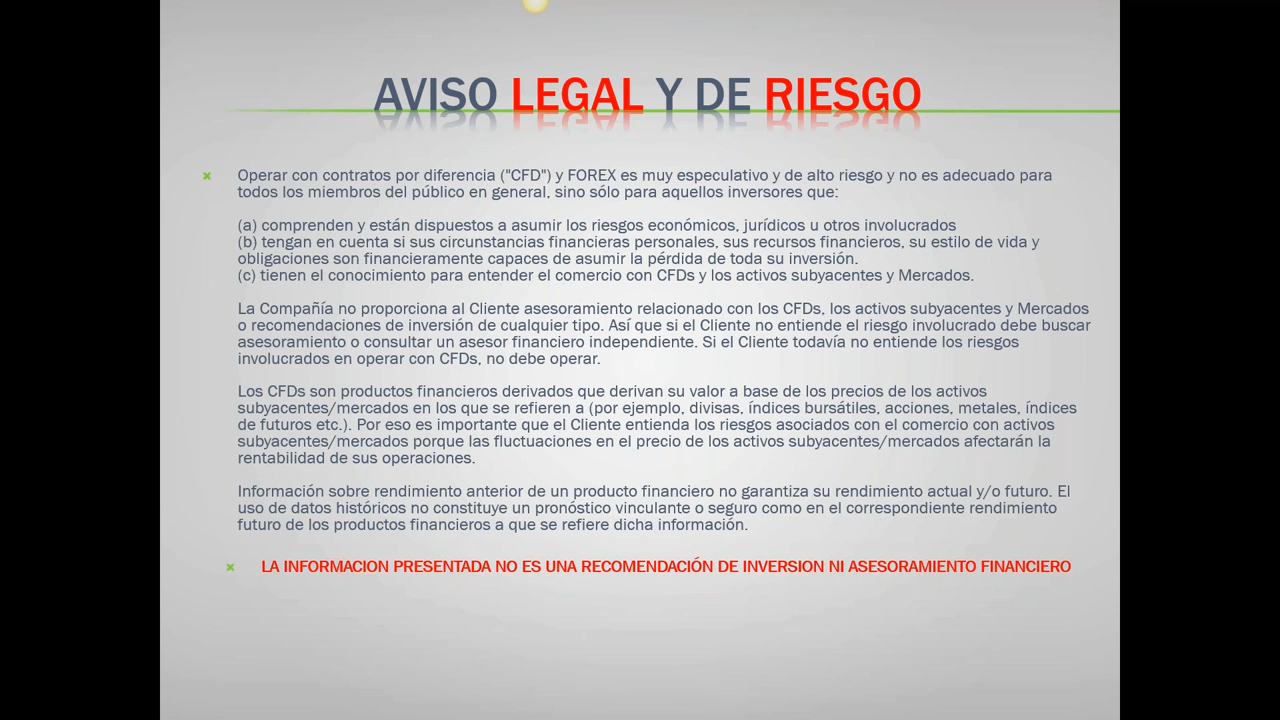 AVISO LEGAL Y DE RIESGO
Operar con contratos por diferencia ("CFD") y FOREX es muy especulativo y de alto riesgo y no es adecuado para
todos los miembros del público en general, sino sólo para aquellos inversores que:
(a) comprenden y están dispuestos a asumir los riesgos económicos, jurídicos u otros involucrados
(b) tengan en cuenta si sus circunstancias financieras personales, sus recursos financieros, su estilo de vida y
obligaciones son financieramente capaces de asumir la pérdida de toda su inversión.
(c) tienen el conocimiento para entender el comercio con CFDs y los activos subyacentes y Mercados.
La Compañía no proporciona al Cliente asesoramiento relacionado con los CFDs, los activos subyacentes y Mercados
o recomendaciones de inversión de cualquier tipo. Así que si el Cliente no entiende el riesgo involucrado debe buscar
asesoramiento o consultar un asesor financiero independiente. Si el Cliente todavía no entiende los riesgos
involucrados en operar con CFDs, no debe operar.
Los CFDs son productos financieros derivados que derivan su valor a base de los precios de los activos
subyacentes/mercados en los que se refieren a (por ejemplo, divisas, índices bursátiles, acciones, metales, índices
de futuros etc.). Por eso es importante que el Cliente entienda los riesgos asociados con el comercio con activos
subyacentes/mercados porque las fluctuaciones en el precio de los activos subyacentes/mercados afectarán la
rentabilidad de sus operaciones.
Información sobre rendimiento anterior de un producto financiero no garantiza su rendimiento actual y/o futuro. El
uso de datos históricos no constituye un pronóstico vinculante o seguro como en el correspondiente rendimiento
futuro de los productos financieros a que se refiere dicha información.
LA INFORMACION PRESENTADA NO ES UNA RECOMENDACIÓN DE INVERSION NI ASESORAMIENTO FINANCIERO